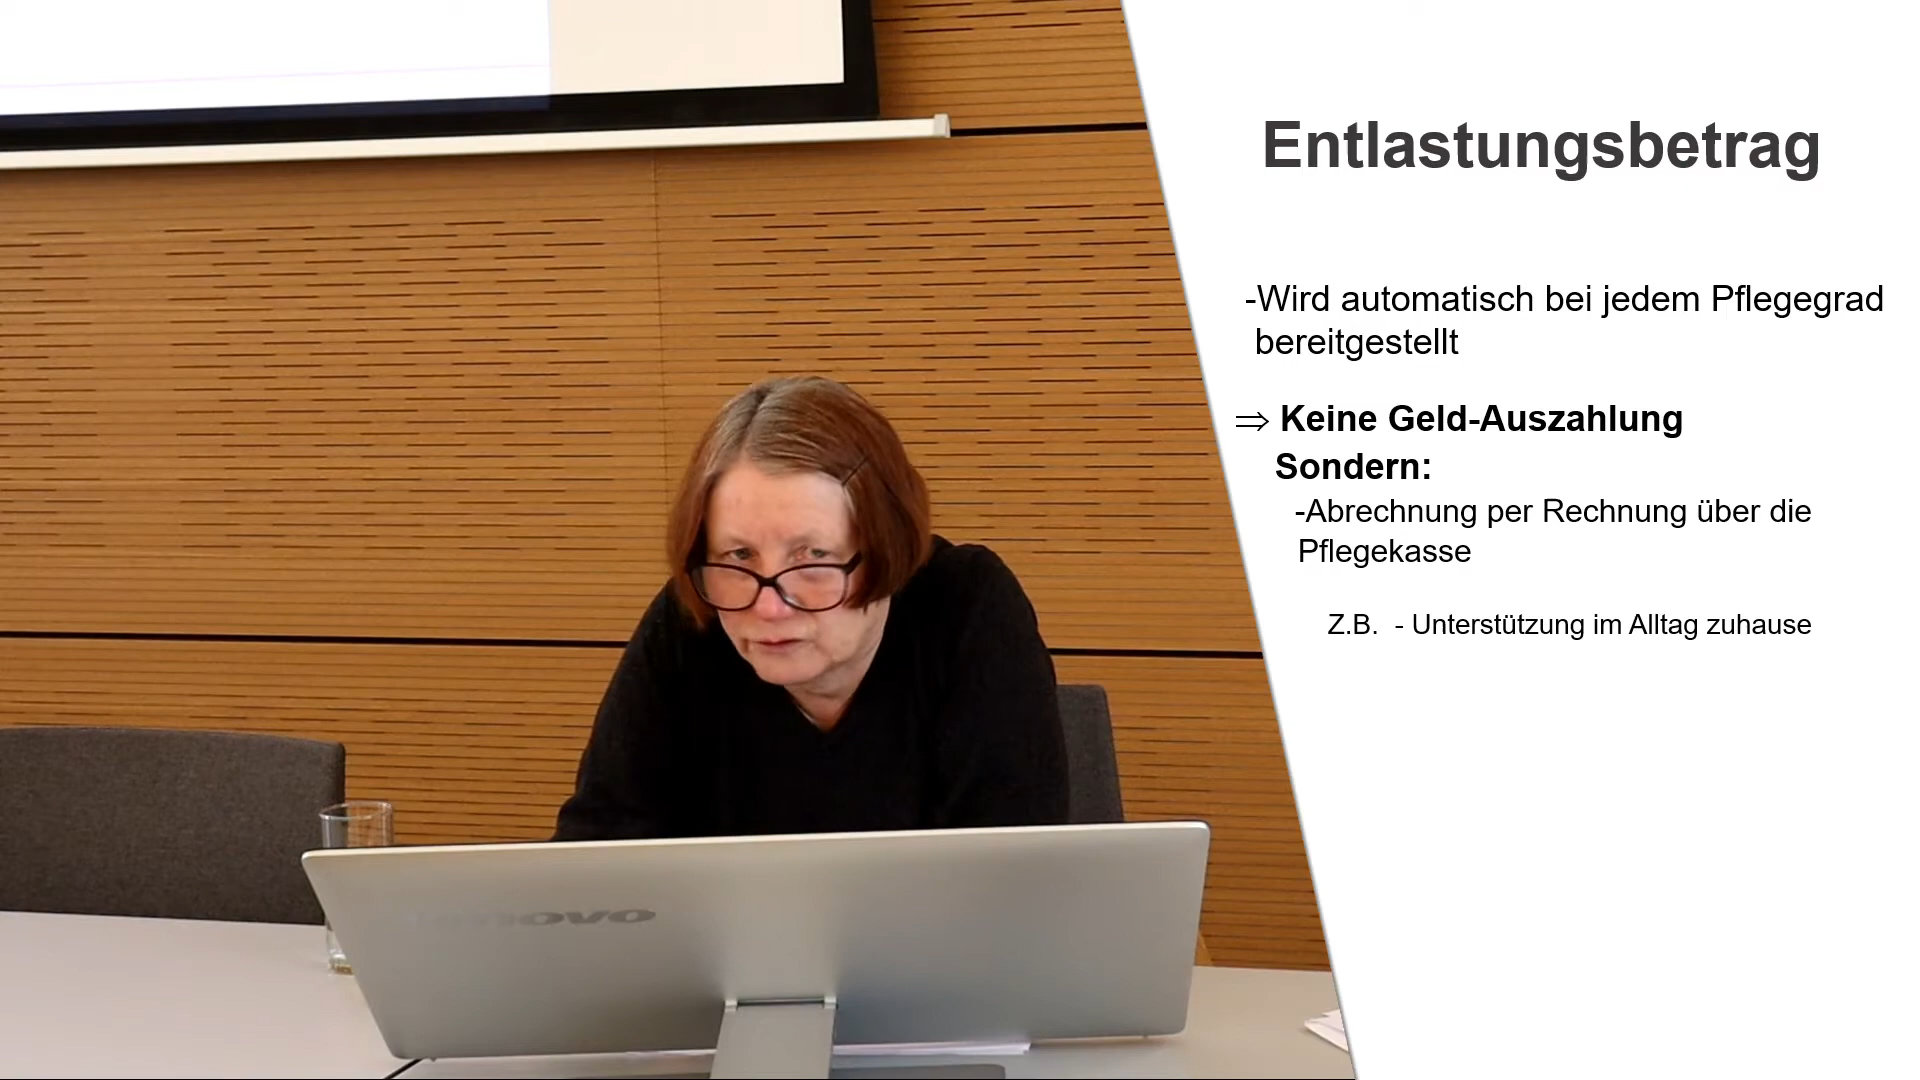 Entlastungsbetrag
-Wird automatisch bei jedem Pflegegrad
bereitgestellt
⇒ Keine Geld-Auszahlung
Sondern:
-Abrechnung per Rechnung über die
Pflegekasse
Z.B. - Unterstützung im Alltag zuhause
lenovo